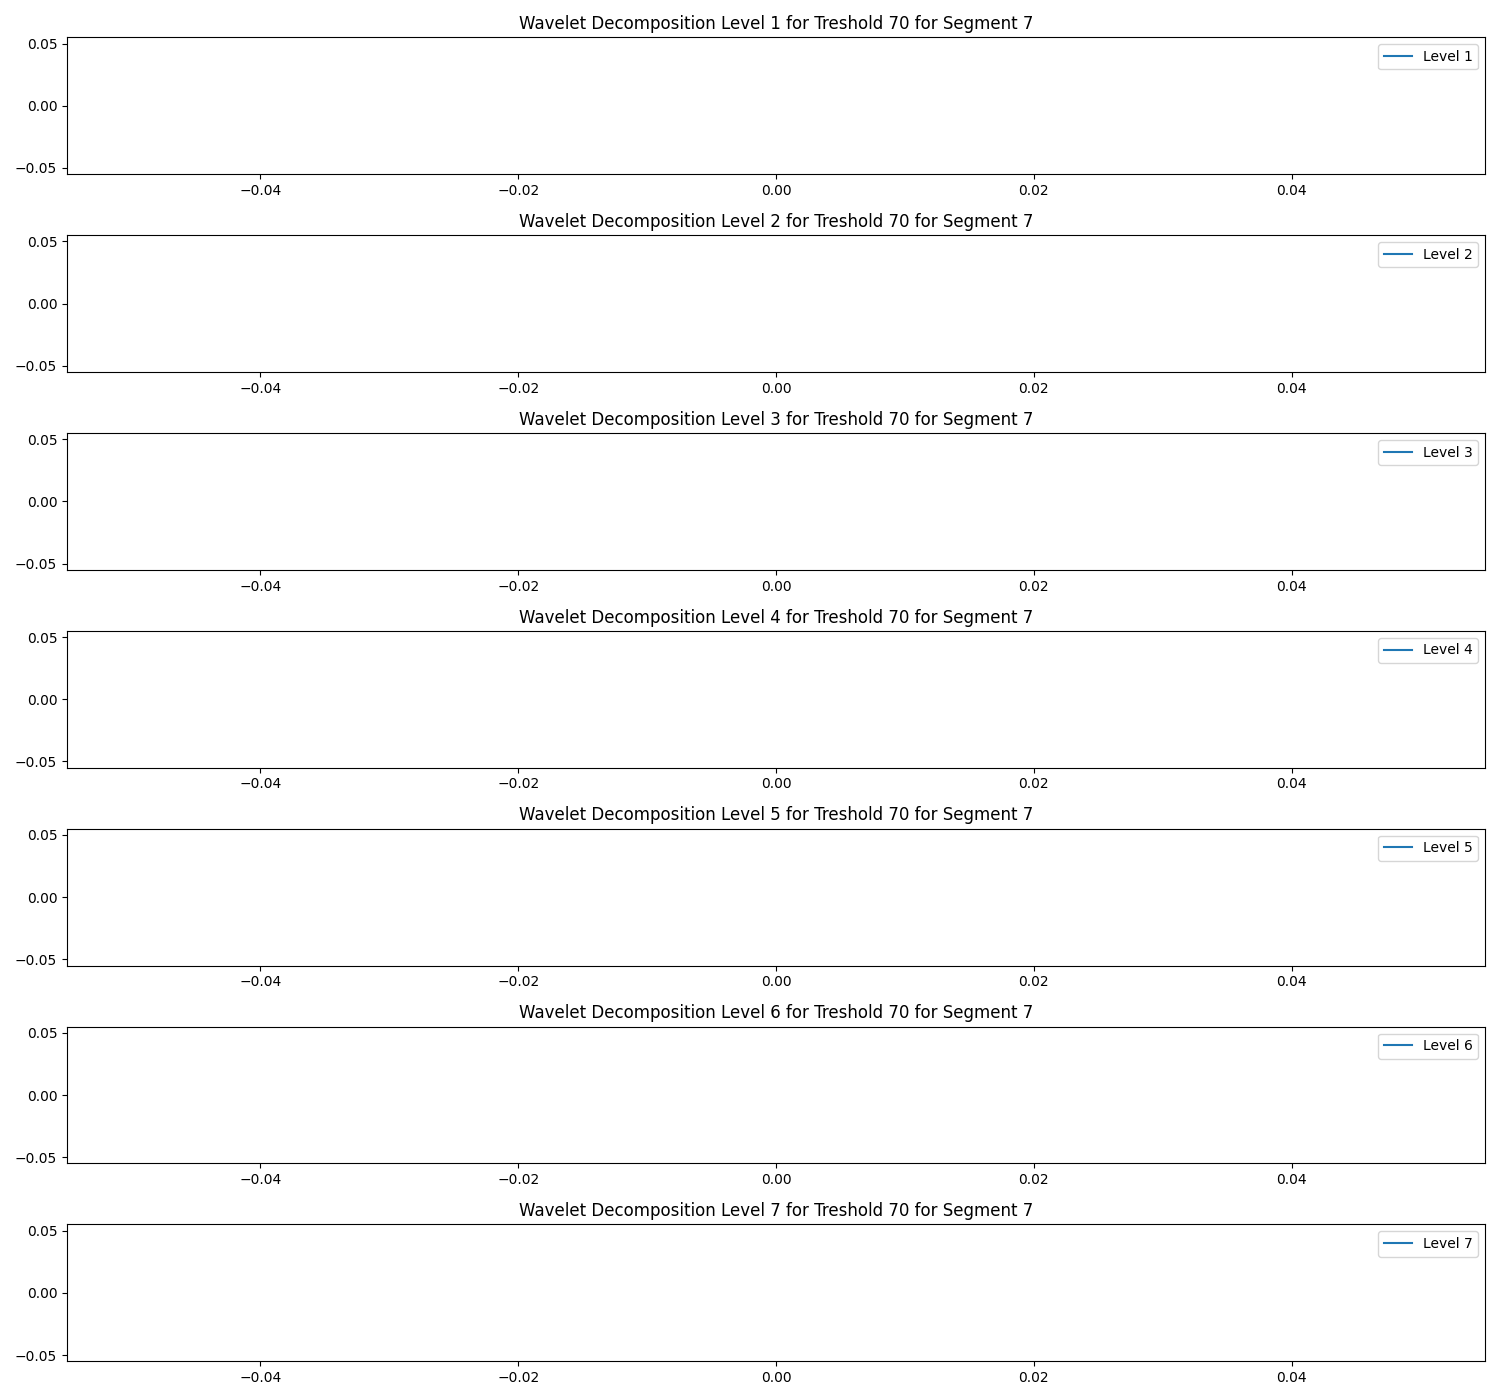 Wavelet Decomposition Level 1 for Treshold 70 for Segment 7
0.05
Level 1
0.00
−0.05
−0.04 −0.02 0.00 0.02 0.04
Wavelet Decomposition Level 2 for Treshold 70 for Segment 7
0.05
Level 2
0.00
−0.05
−0.04 −0.02 0.00 0.02 0.04
Wavelet Decomposition Level 3 for Treshold 70 for Segment 7
0.05
Level 3
0.00
−0.05
−0.04 −0.02 0.00 0.02 0.04
Wavelet Decomposition Level 4 for Treshold 70 for Segment 7
0.05
Level 4
0.00
−0.05
−0.04 −0.02 0.00 0.02 0.04
Wavelet Decomposition Level 5 for Treshold 70 for Segment 7
0.05
Level 5
0.00
−0.05
−0.04 −0.02 0.00 0.02 0.04
Wavelet Decomposition Level 6 for Treshold 70 for Segment 7
0.05
Level 6
0.00
−0.05
−0.04 −0.02 0.00 0.02 0.04
Wavelet Decomposition Level 7 for Treshold 70 for Segment 7
0.05
Level 7
0.00
−0.05
−0.04 −0.02 0.00 0.02 0.04